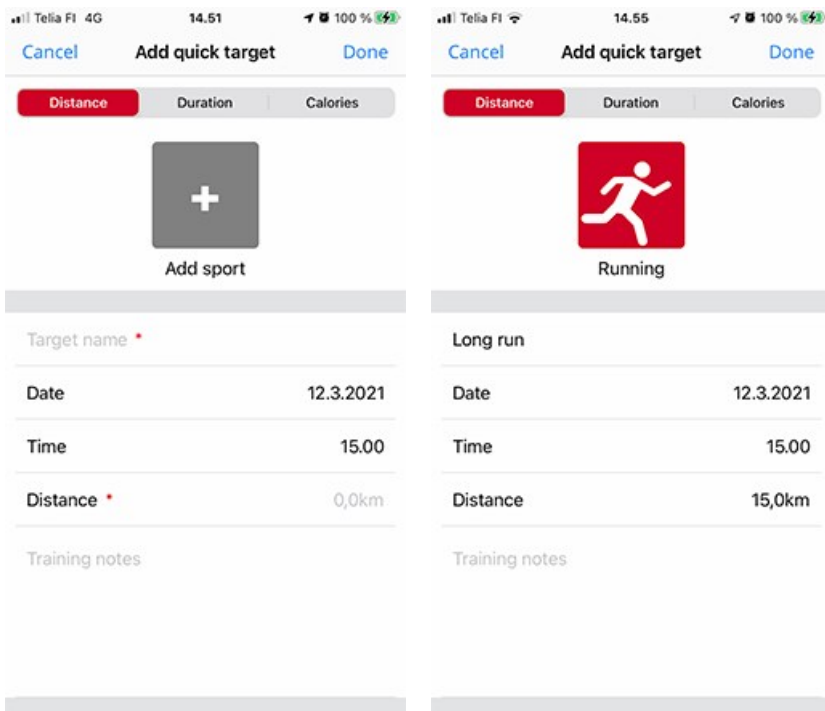 Telia FI 4G 14.51 100 %
Cancel Add quick target Done
Distance Duration Calories
+
Add sport
Target name *
Date 12.3.2021
Time 15.00
Distance * 0,0km
Training notes
Telia FI 14.55 100 %
Cancel Add quick target Done
Distance Duration Calories
Running
Long run
Date 12.3.2021
Time 15.00
Distance 15,0km
Training notes